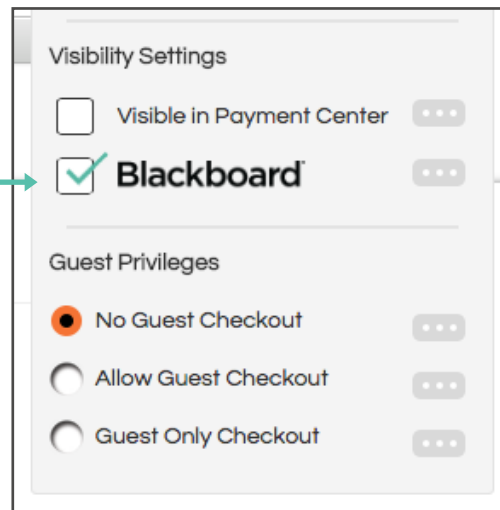 Visibility Settings
Visible in Payment Center
Blackboard
Guest Privileges
No Guest Checkout
Allow Guest Checkout
Guest Only Checkout